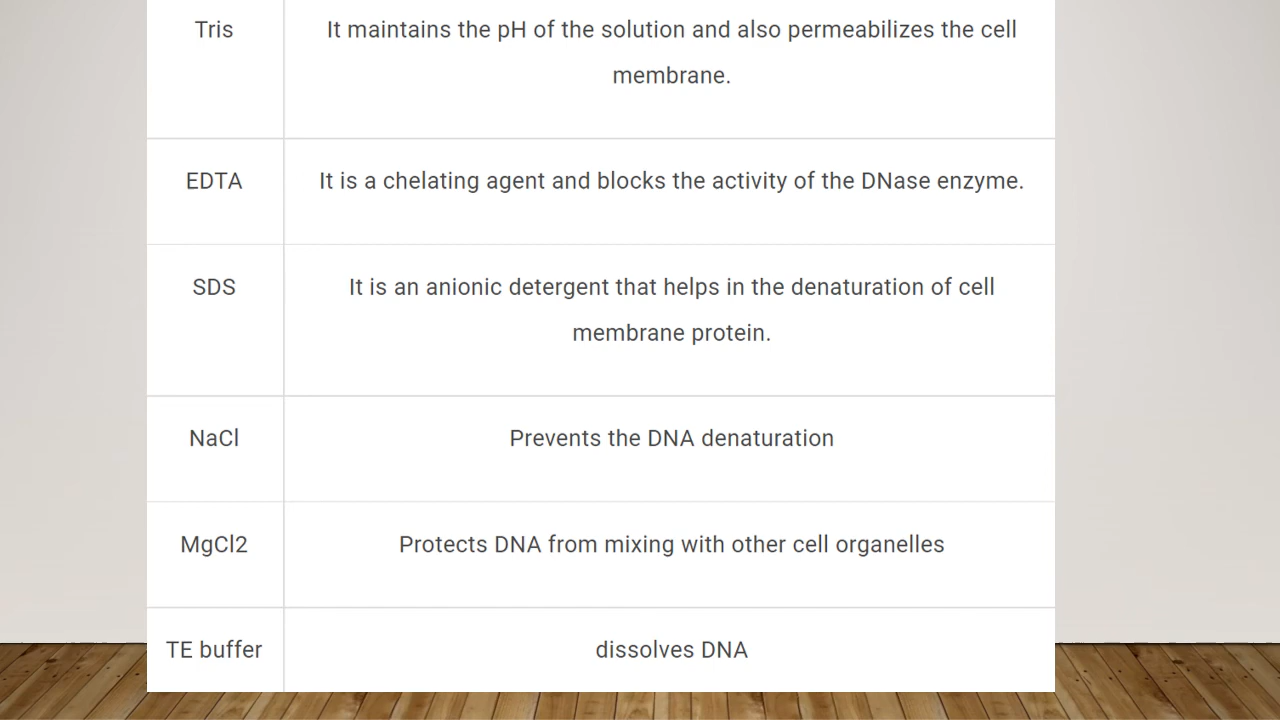 Tris
It maintains the pH of the solution and also permeabilizes the cell
membrane.
EDTA
It is a chelating agent and blocks the activity of the DNase enzyme.
SDS
It is an anionic detergent that helps in the denaturation of cell
membrane protein.
NaCl
Prevents the DNA denaturation
MgCl2
Protects DNA from mixing with other cell organelles
TE buffer
dissolves DNA